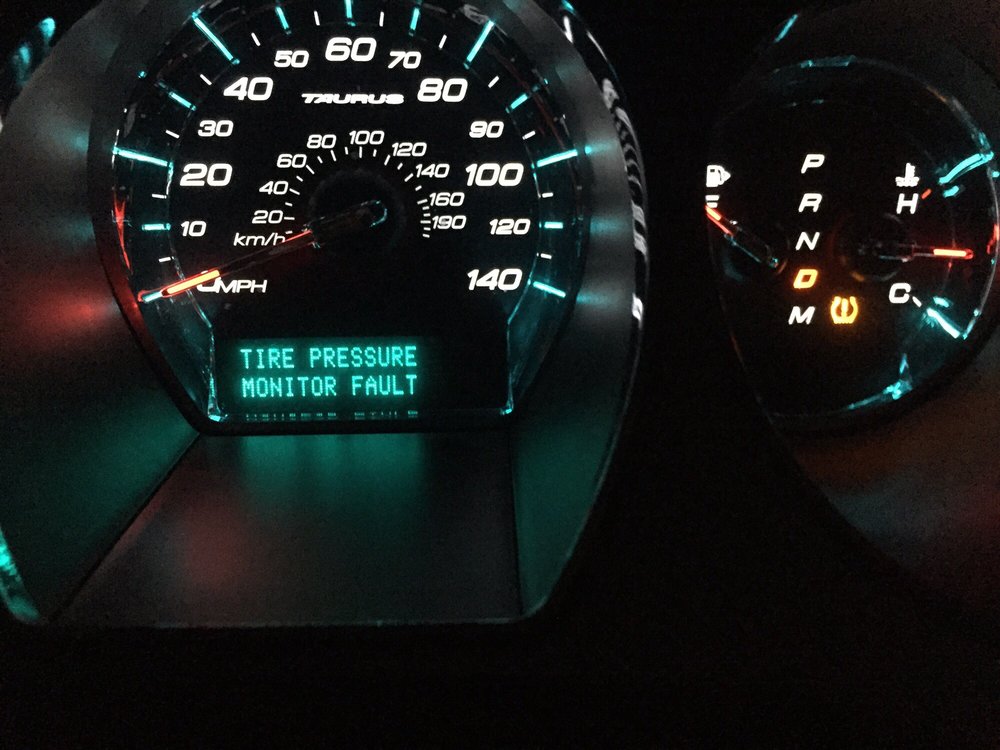 60
50 70
TAURUS
40 80
30 90
20 100
10 120
0 MPH 140
100
80 120
60 140
40 160
20 190
km/h
TIRE PRESSURE
MONITOR FAULT
P
R
N
D
M
H
C